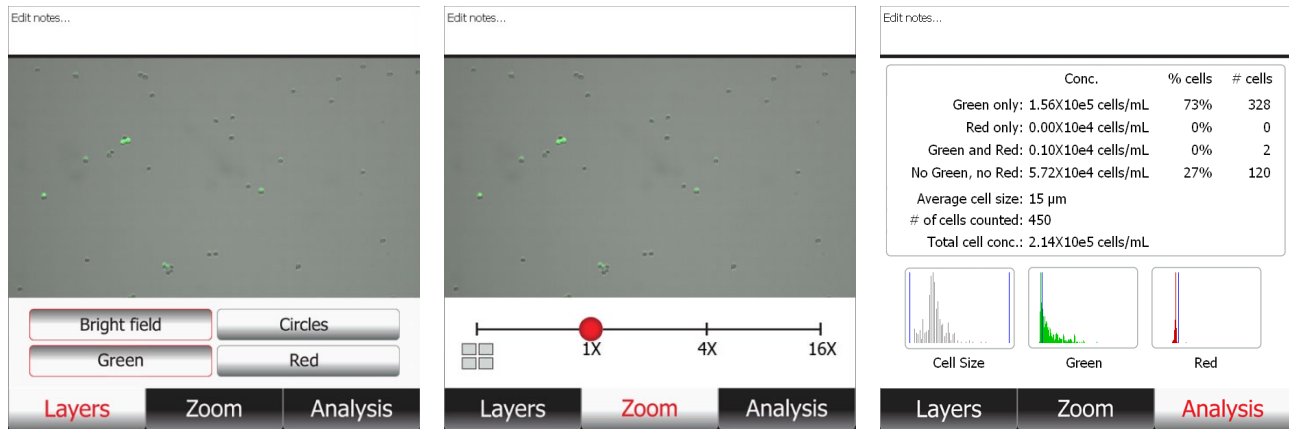 Edit notes...
Bright field
Circles
Green
Red
Layers
Zoom
Analysis
Edit notes...
1X
4X
16X
Layers
Zoom
Analysis
Edit notes...
Conc. % cells # cells
Green only: 1.56X10e5 cells/mL 73% 328
Red only: 0.00X10e4 cells/mL 0% 0
Green and Red: 0.10X10e4 cells/mL 0% 2
No Green, no Red: 5.72X10e4 cells/mL 27% 120
Average cell size: 15 µm
# of cells counted: 450
Total cell conc.: 2.14X10e5 cells/mL
Cell Size
Green
Red
Layers
Zoom
Analysis